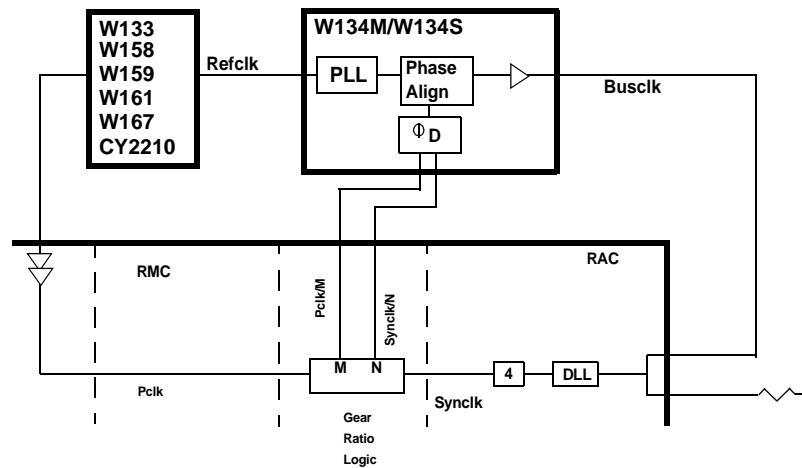 W133
W158
W159
W161
W167
CY2210
Refclk
W134M/W134S
PLL
Phase
Align
Φ D
Busclk
RMC
RAC
Pclk/M
Synclk/N
M N
4
DLL
Pclk
Synclk
Gear
Ratio
Logic